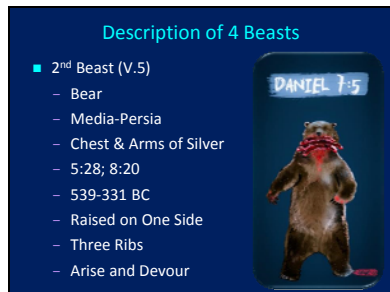 Description of 4 Beasts
■ 2nd Beast (V.5)
– Bear
– Media-Persia
– Chest & Arms of Silver
– 5:28; 8:20
– 539-331 BC
– Raised on One Side
– Three Ribs
– Arise and Devour
DANIEL 7:5